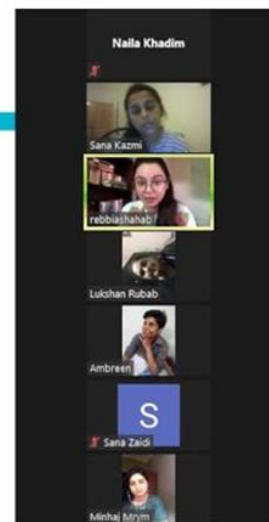 Naila Khadim
Sana Kazmi
rebbiashahab
Lukshan Rubab
Ambreen
S
Sana Zaidi
Minhaj Mrym